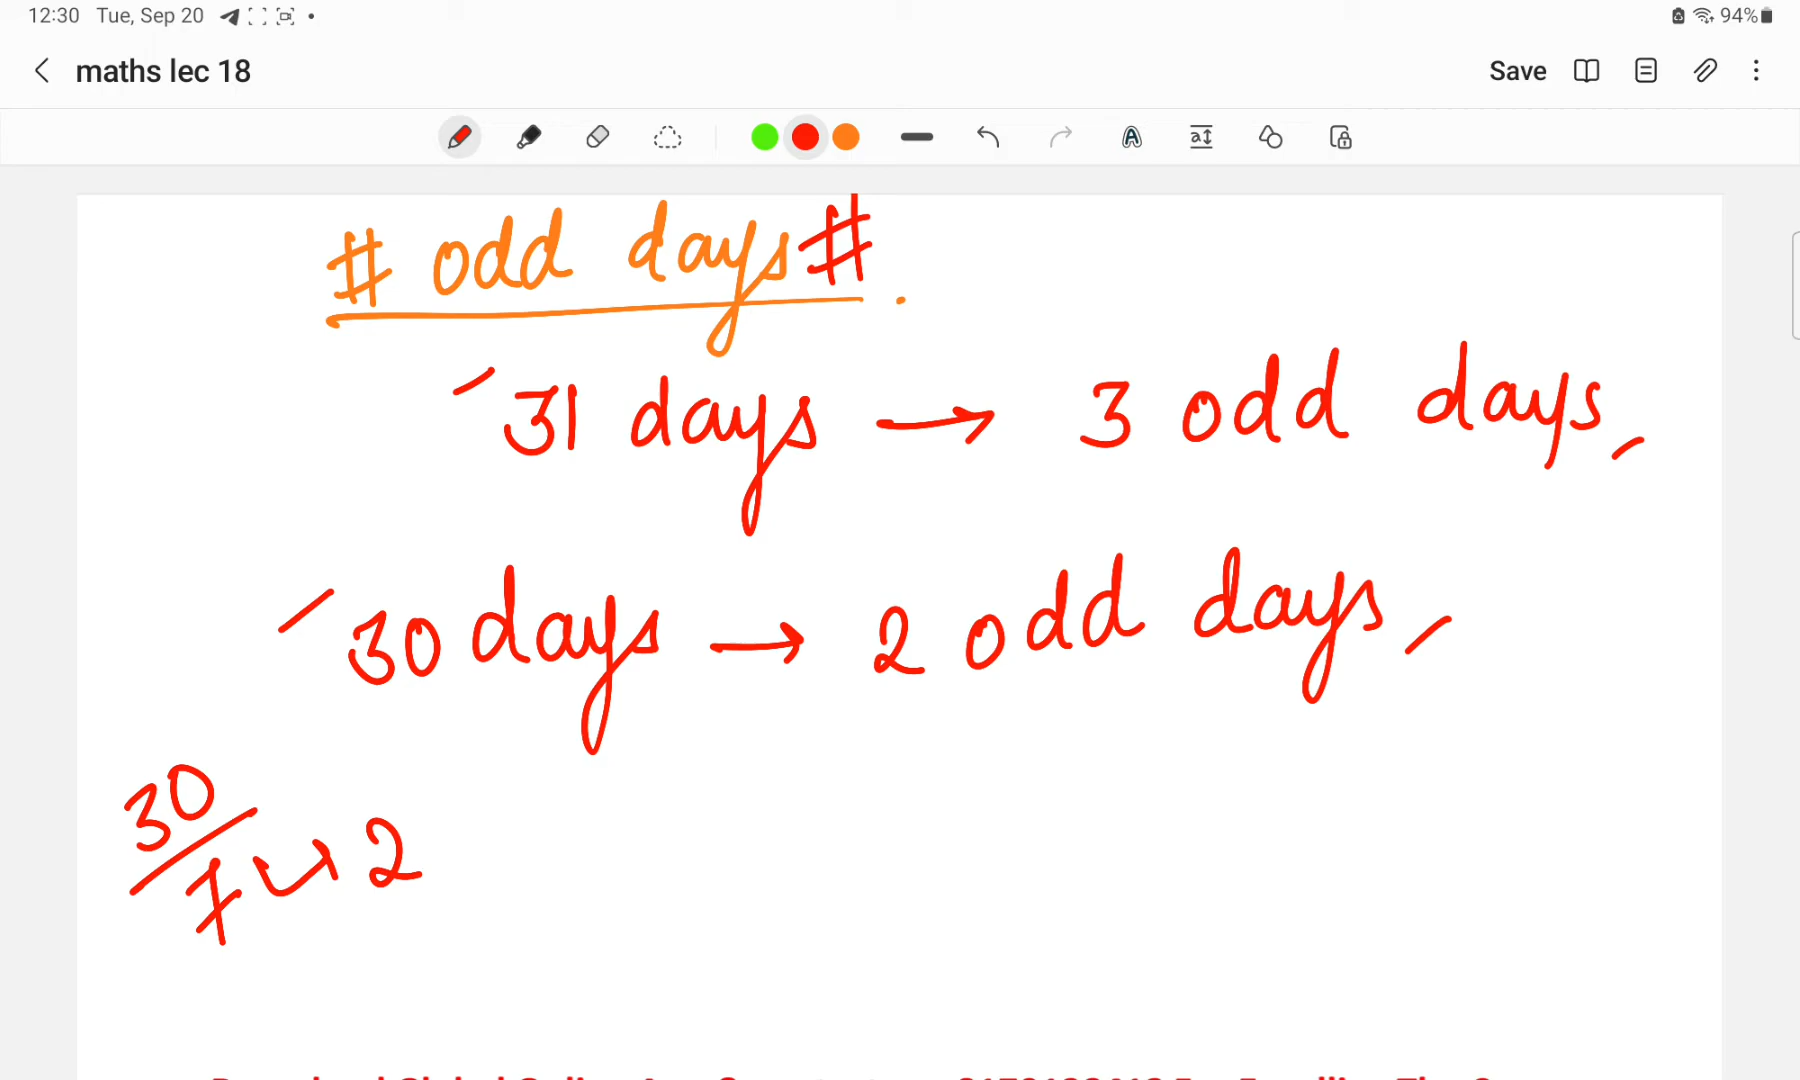 12:30 Tue, Sep 20 94%
maths lec 18 Save
# odd days #.
31 days → 3 odd days
30 days → 2 odd days
30/7 → 2